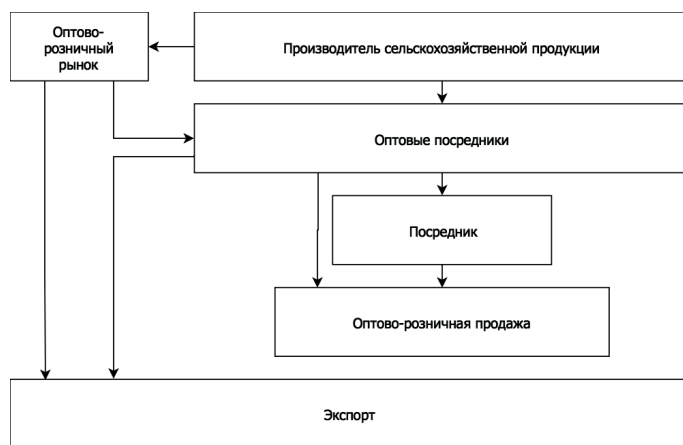 Оптово-
розничный
рынок
Производитель сельскохозяйственной продукции
Оптовые посредники
Посредник
Оптово-розничная продажа
Экспорт